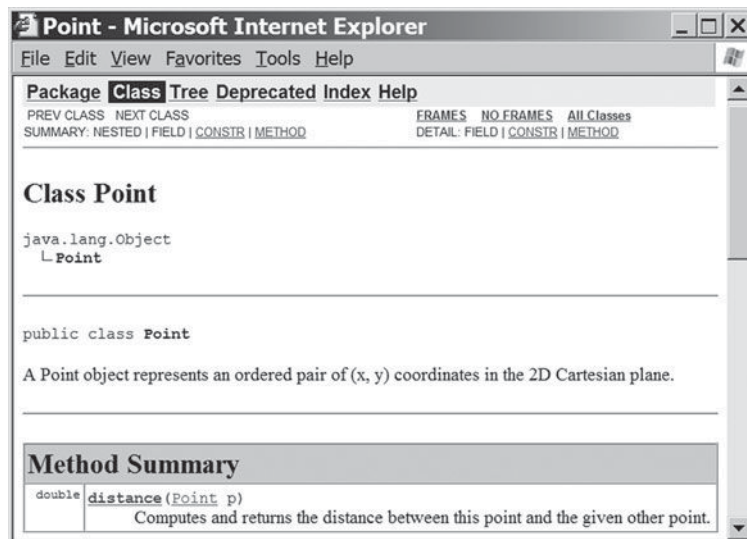 Point - Microsoft Internet Explorer
File Edit View Favorites Tools Help
Package Class Tree Deprecated Index Help
PREV CLASS NEXT CLASS FRAMES NO FRAMES All Classes
SUMMARY: NESTED | FIELD | CONSTR | METHOD DETAIL: FIELD | CONSTR | METHOD
Class Point
java.lang.Object
Point
public class Point
A Point object represents an ordered pair of (x, y) coordinates in the 2D Cartesian plane.
Method Summary
double distance(Point p)
Computes and returns the distance between this point and the given other point.